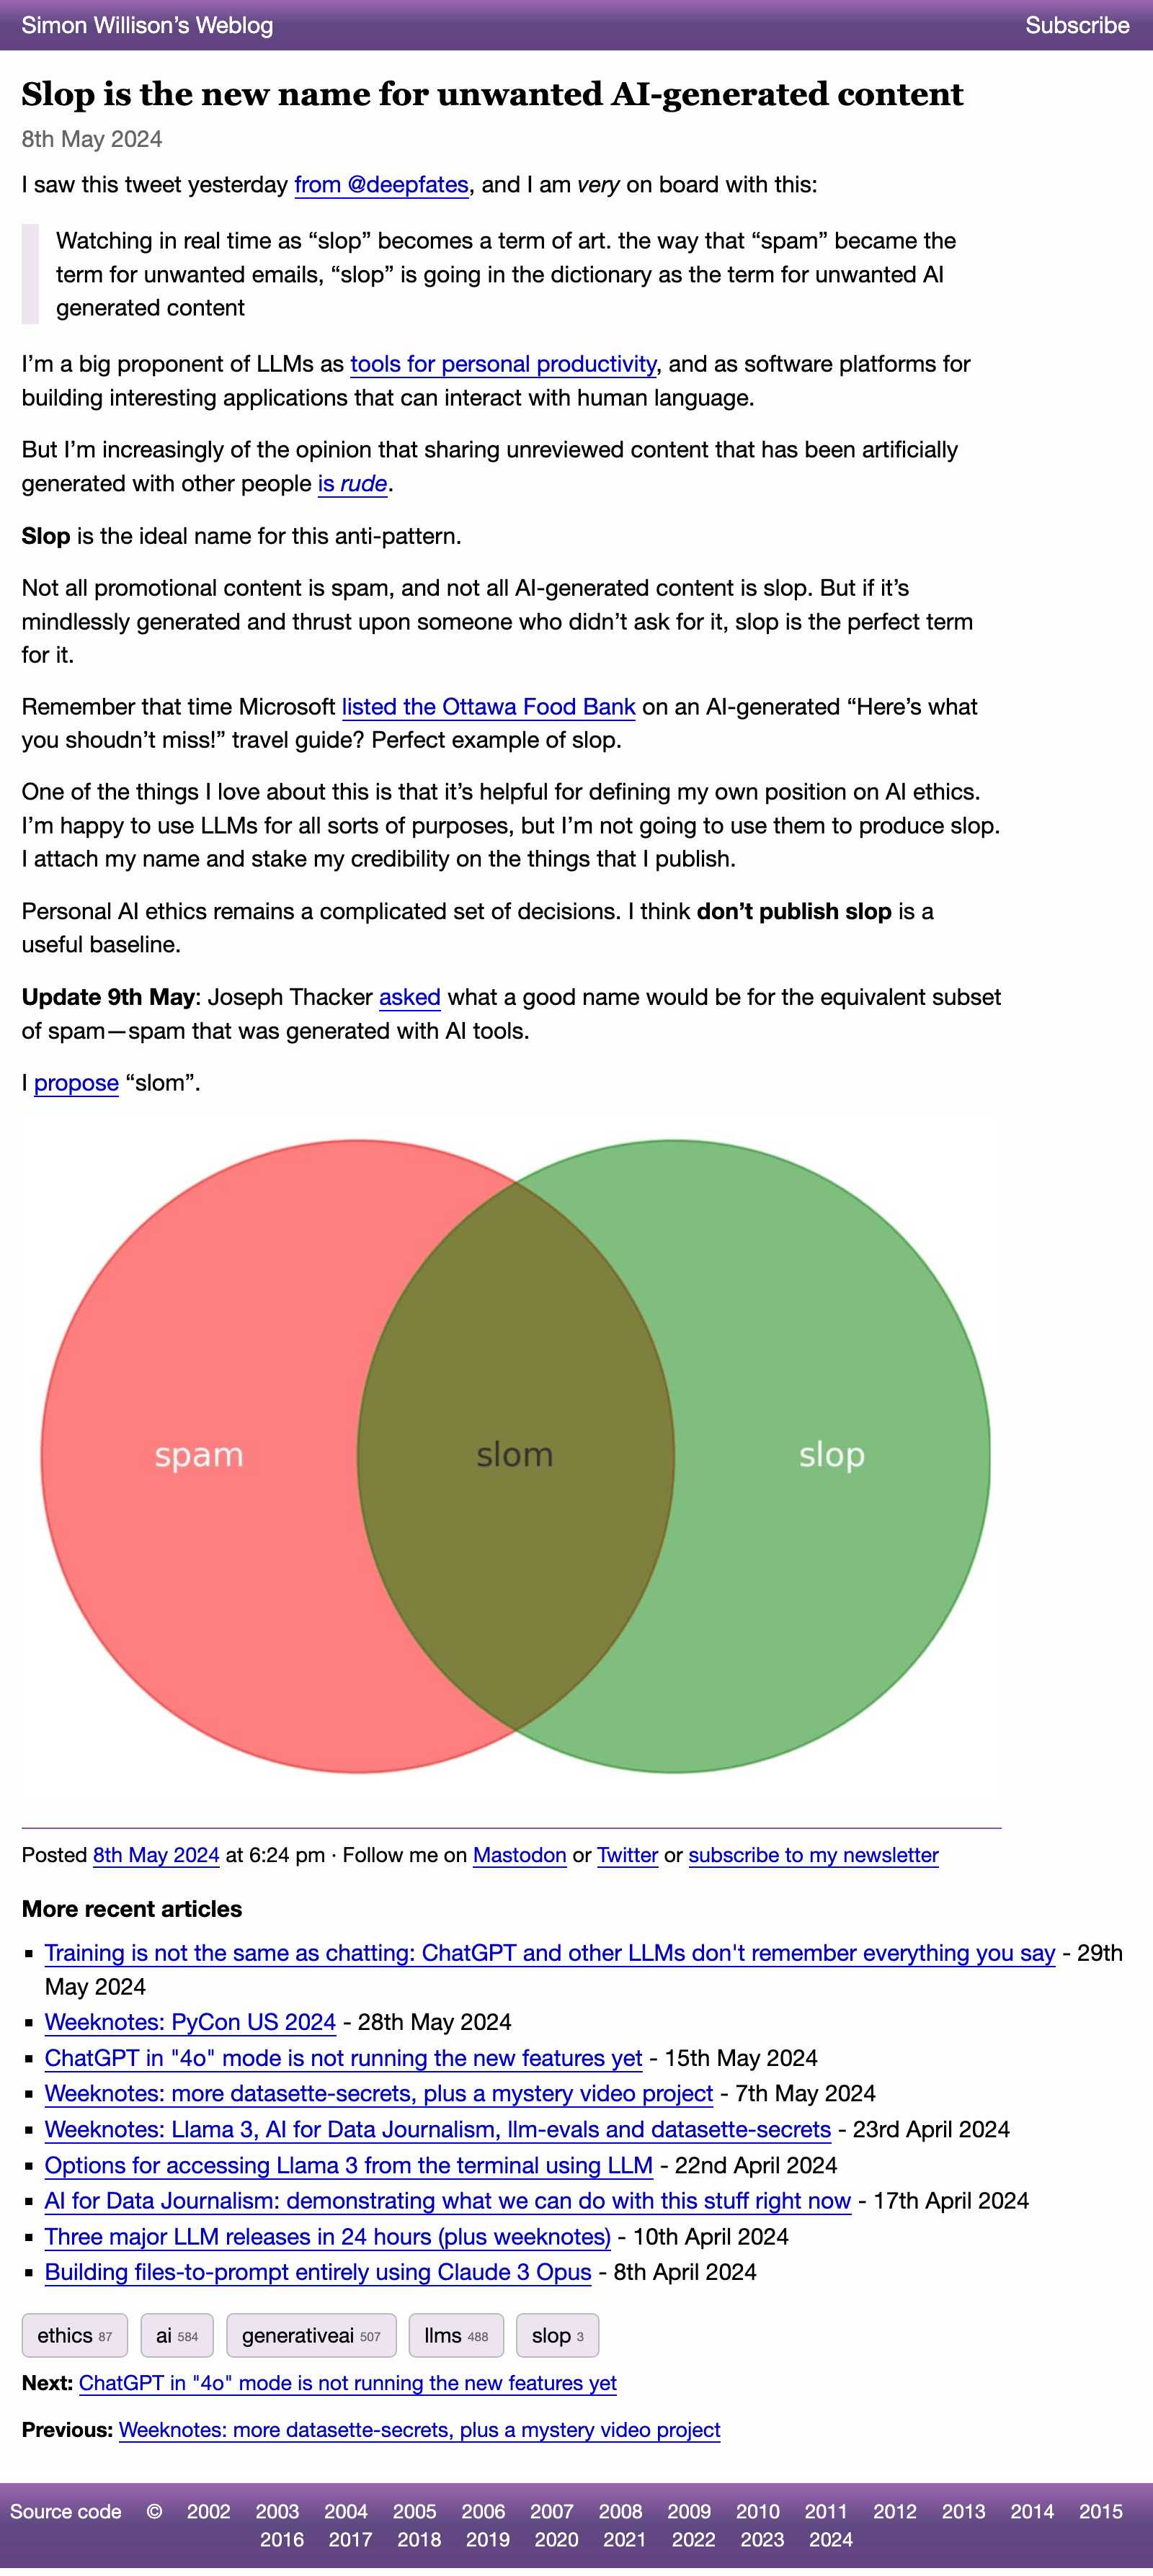 Simon Willison’s Weblog
Subscribe
Slop is the new name for unwanted AI-generated content
8th May 2024
I saw this tweet yesterday from @deepfates, and I am very on board with this:
Watching in real time as “slop” becomes a term of art. the way that “spam” became the
term for unwanted emails, “slop” is going in the dictionary as the term for unwanted AI
generated content
I’m a big proponent of LLMs as tools for personal productivity, and as software platforms for
building interesting applications that can interact with human language.
But I’m increasingly of the opinion that sharing unreviewed content that has been artificially
generated with other people is rude.
Slop is the ideal name for this anti-pattern.
Not all promotional content is spam, and not all AI-generated content is slop. But if it’s
mindlessly generated and thrust upon someone who didn’t ask for it, slop is the perfect term
for it.
Remember that time Microsoft listed the Ottawa Food Bank on an AI-generated “Here’s what
you shoudn’t miss!” travel guide? Perfect example of slop.
One of the things I love about this is that it’s helpful for defining my own position on AI ethics.
I’m happy to use LLMs for all sorts of purposes, but I’m not going to use them to produce slop.
I attach my name and stake my credibility on the things that I publish.
Personal AI ethics remains a complicated set of decisions. I think don’t publish slop is a
useful baseline.
Update 9th May: Joseph Thacker asked what a good name would be for the equivalent subset
of spam—spam that was generated with AI tools.
I propose “slom”.
spam
slom
slop
Posted 8th May 2024 at 6:24 pm · Follow me on Mastodon or Twitter or subscribe to my newsletter
More recent articles
▪ Training is not the same as chatting: ChatGPT and other LLMs don't remember everything you say - 29th
May 2024
▪ Weeknotes: PyCon US 2024 - 28th May 2024
▪ ChatGPT in "4o" mode is not running the new features yet - 15th May 2024
▪ Weeknotes: more datasette-secrets, plus a mystery video project - 7th May 2024
▪ Weeknotes: Llama 3, AI for Data Journalism, llm-evals and datasette-secrets - 23rd April 2024
▪ Options for accessing Llama 3 from the terminal using LLM - 22nd April 2024
▪ AI for Data Journalism: demonstrating what we can do with this stuff right now - 17th April 2024
▪ Three major LLM releases in 24 hours (plus weeknotes) - 10th April 2024
▪ Building files-to-prompt entirely using Claude 3 Opus - 8th April 2024
ethics 87 ai 584 generativeai 507 llms 488 slop 3
Next: ChatGPT in "4o" mode is not running the new features yet
Previous: Weeknotes: more datasette-secrets, plus a mystery video project
Source code © 2002 2003 2004 2005 2006 2007 2008 2009 2010 2011 2012 2013 2014 2015
2016 2017 2018 2019 2020 2021 2022 2023 2024